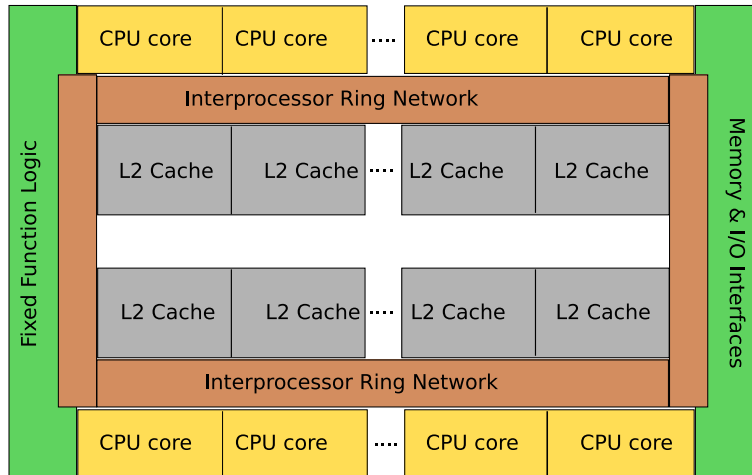 CPU core CPU core .... CPU core CPU core
Interprocessor Ring Network
L2 Cache L2 Cache .... L2 Cache L2 Cache
Fixed Function Logic
Memory & I/O Interfaces
L2 Cache L2 Cache .... L2 Cache L2 Cache
Interprocessor Ring Network
CPU core CPU core .... CPU core CPU core